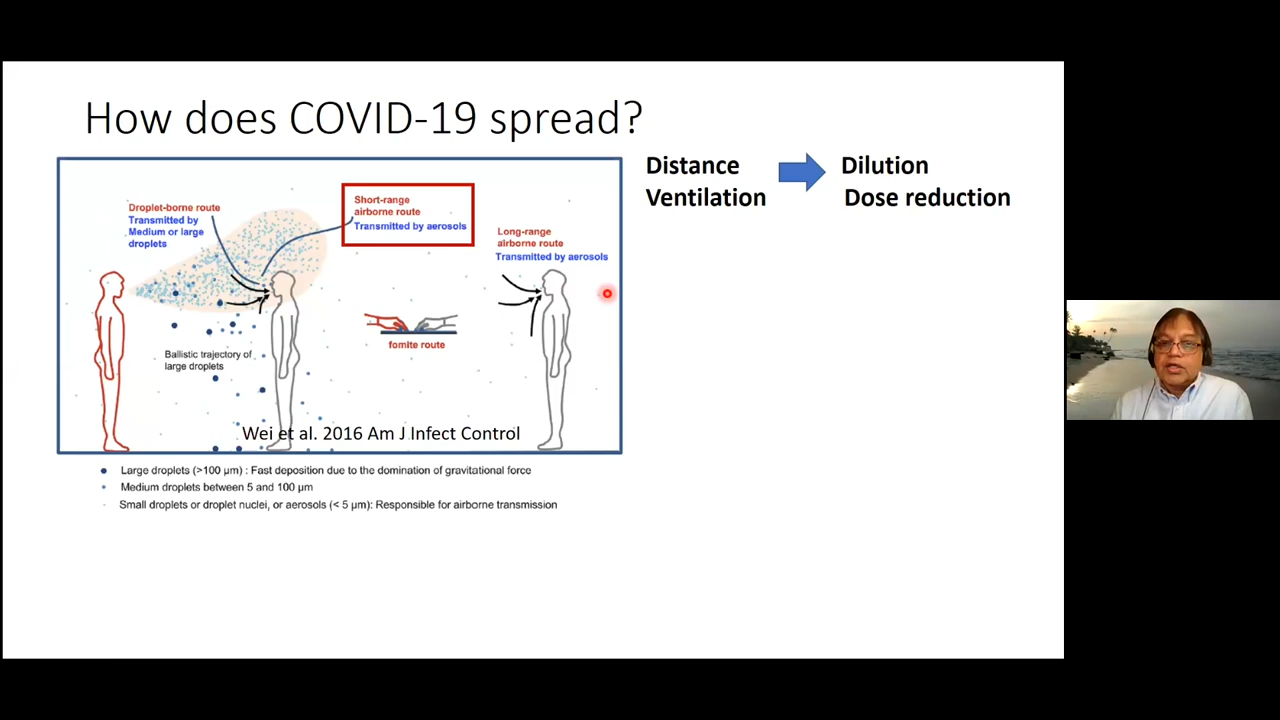 How does COVID-19 spread?
Droplet-borne route
Transmitted by
Medium or large
droplets
Short-range
airborne route
Transmitted by aerosols
Long-range
airborne route
Transmitted by aerosols
Ballistic trajectory of
large droplets
fomite route
Wei et al. 2016 Am J Infect Control
Large droplets (>100 µm) : Fast deposition due to the domination of gravitational force
Medium droplets between 5 and 100 µm
Small droplets or droplet nuclei, or aerosols (< 5 µm): Responsible for airborne transmission
Distance
Ventilation
Dilution
Dose reduction